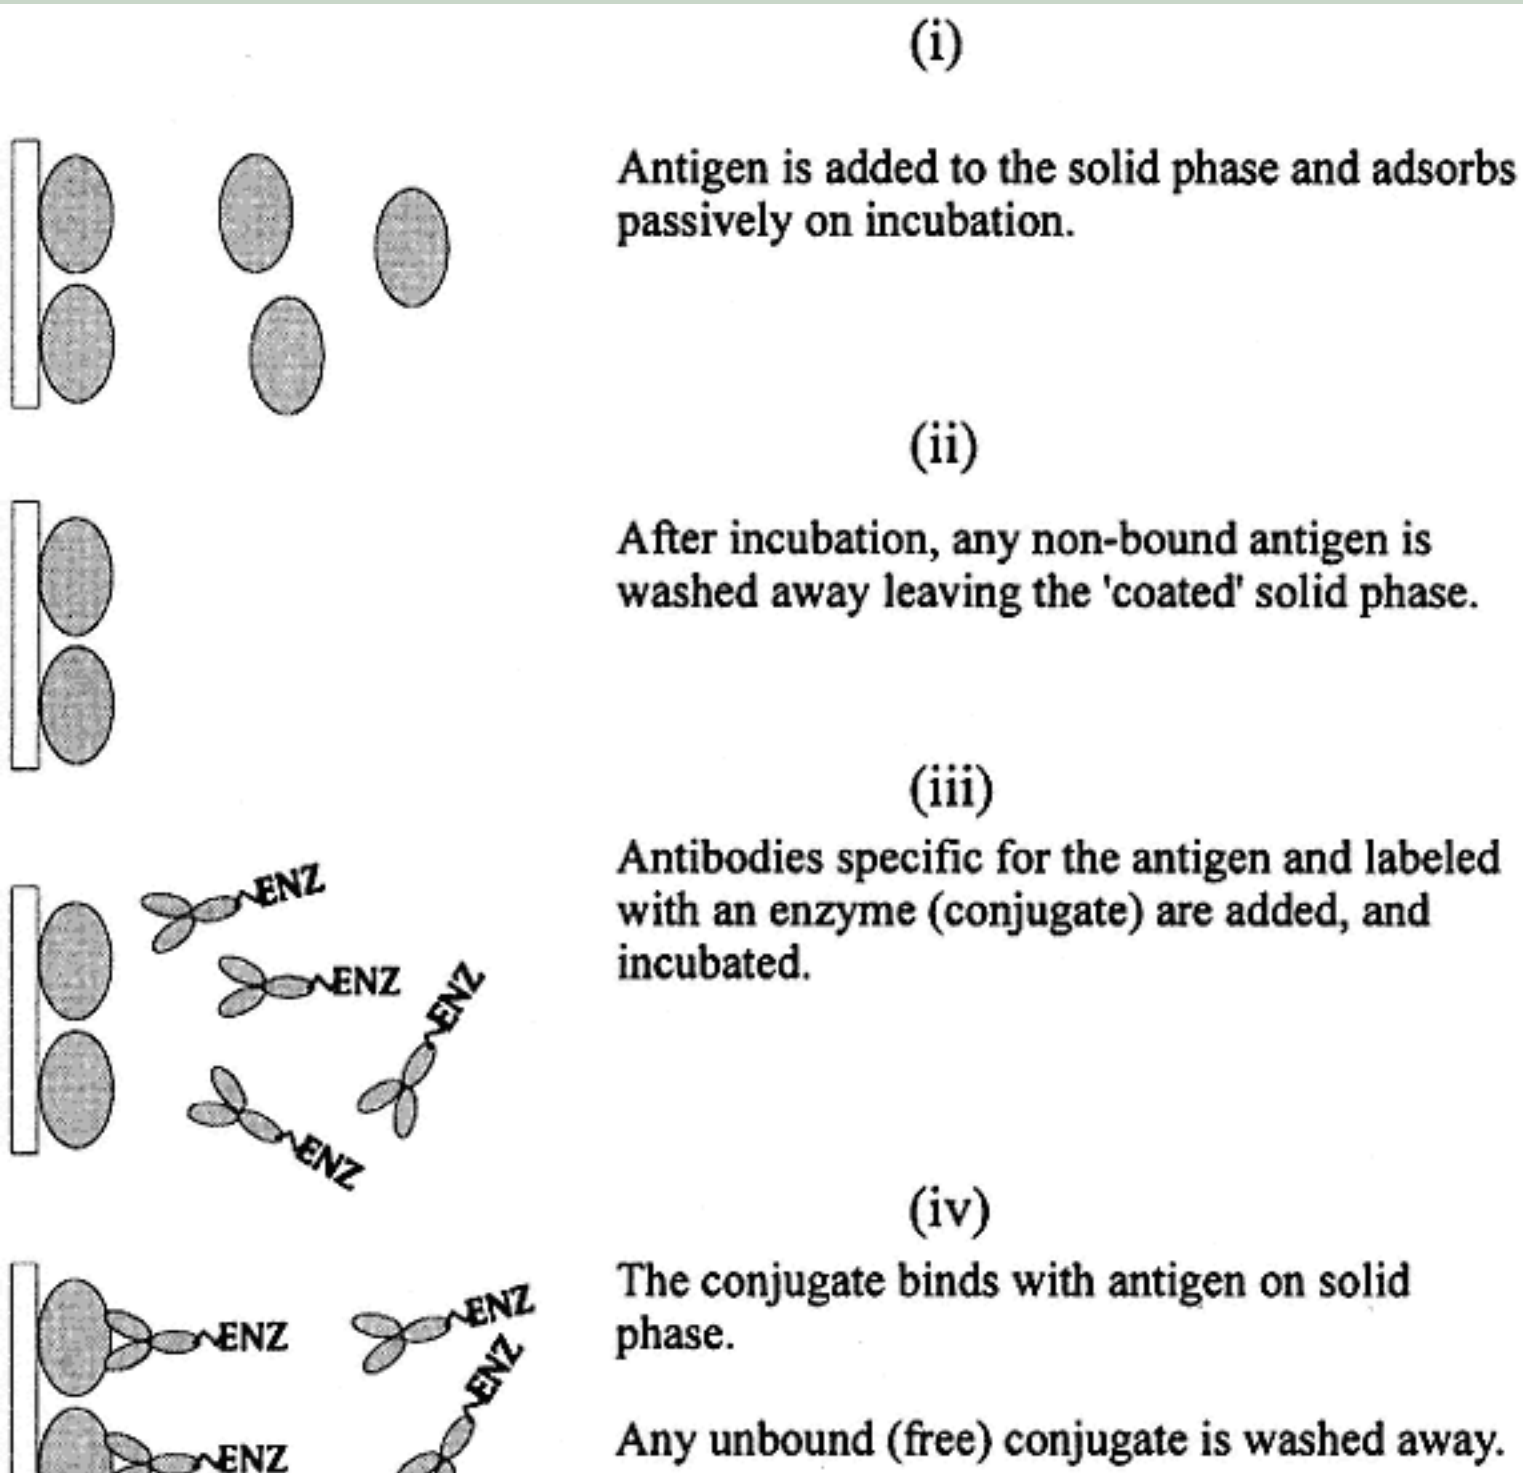 (i)
Antigen is added to the solid phase and adsorbs
passively on incubation.
(ii)
After incubation, any non-bound antigen is
washed away leaving the 'coated' solid phase.
(iii)
Antibodies specific for the antigen and labeled
with an enzyme (conjugate) are added, and
incubated.
ENZ
ENZ
ENZ
ENZ
(iv)
The conjugate binds with antigen on solid
phase.
Any unbound (free) conjugate is washed away.
ENZ
ENZ
ENZ
ENZ